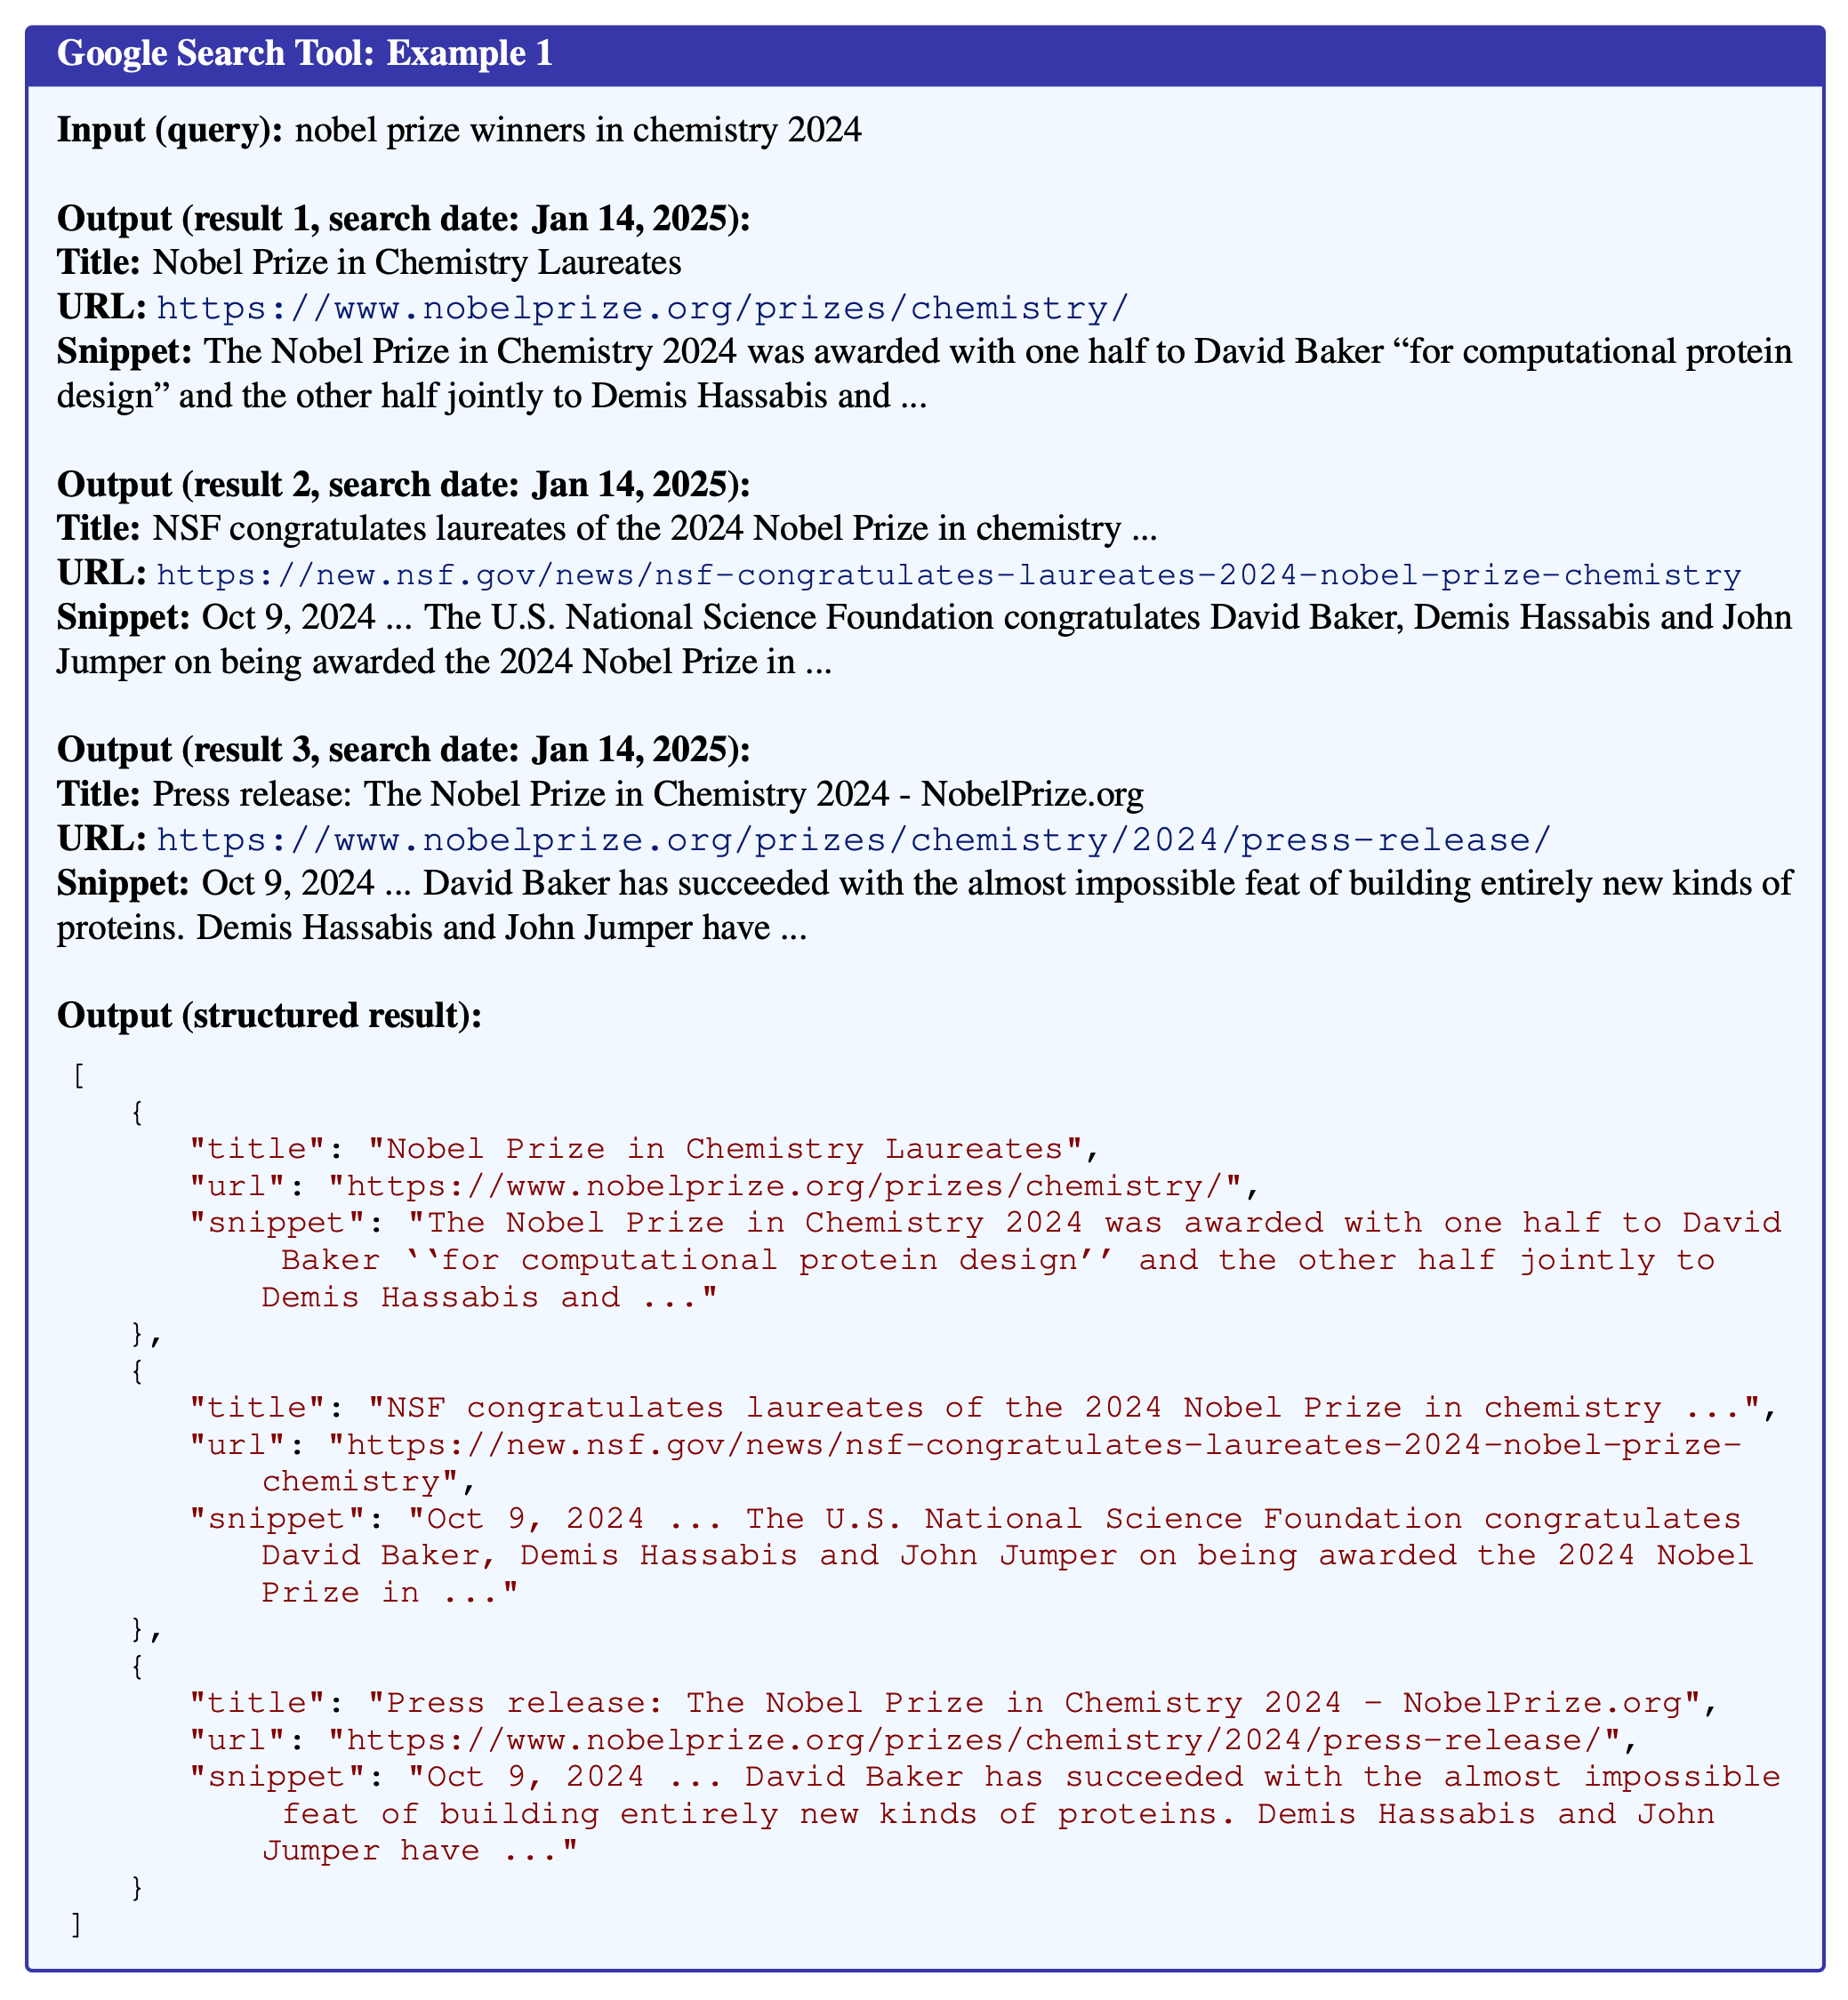 Google Search Tool: Example 1
Input (query): nobel prize winners in chemistry 2024
Output (result 1, search date: Jan 14, 2025):
Title: Nobel Prize in Chemistry Laureates
URL: https://www.nobelprize.org/prizes/chemistry/
Snippet: The Nobel Prize in Chemistry 2024 was awarded with one half to David Baker “for computational protein
design” and the other half jointly to Demis Hassabis and ...
Output (result 2, search date: Jan 14, 2025):
Title: NSF congratulates laureates of the 2024 Nobel Prize in chemistry ...
URL: https://new.nsf.gov/news/nsf-congratulates-laureates-2024-nobel-prize-chemistry
Snippet: Oct 9, 2024 ... The U.S. National Science Foundation congratulates David Baker, Demis Hassabis and John
Jumper on being awarded the 2024 Nobel Prize in ...
Output (result 3, search date: Jan 14, 2025):
Title: Press release: The Nobel Prize in Chemistry 2024 - NobelPrize.org
URL: https://www.nobelprize.org/prizes/chemistry/2024/press-release/
Snippet: Oct 9, 2024 ... David Baker has succeeded with the almost impossible feat of building entirely new kinds of
proteins. Demis Hassabis and John Jumper have ...
Output (structured result):
[
{
"title": "Nobel Prize in Chemistry Laureates",
"url": "https://www.nobelprize.org/prizes/chemistry/",
"snippet": "The Nobel Prize in Chemistry 2024 was awarded with one half to David
Baker ‘‘for computational protein design’’ and the other half jointly to
Demis Hassabis and ..."
},
{
"title": "NSF congratulates laureates of the 2024 Nobel Prize in chemistry ...",
"url": "https://new.nsf.gov/news/nsf-congratulates-laureates-2024-nobel-prize-
chemistry",
"snippet": "Oct 9, 2024 ... The U.S. National Science Foundation congratulates
David Baker, Demis Hassabis and John Jumper on being awarded the 2024 Nobel
Prize in ..."
},
{
"title": "Press release: The Nobel Prize in Chemistry 2024 - NobelPrize.org",
"url": "https://www.nobelprize.org/prizes/chemistry/2024/press-release/",
"snippet": "Oct 9, 2024 ... David Baker has succeeded with the almost impossible
feat of building entirely new kinds of proteins. Demis Hassabis and John
Jumper have ..."
}
]